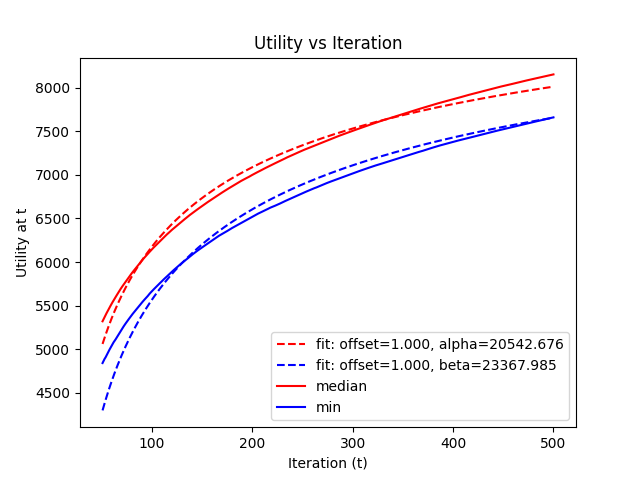 Utility vs Iteration
Utility at t
8000
7500
7000
6500
6000
5500
5000
4500
fit: offset=1.000, alpha=20542.676
fit: offset=1.000, beta=23367.985
median
min
100 200 300 400 500
Iteration (t)